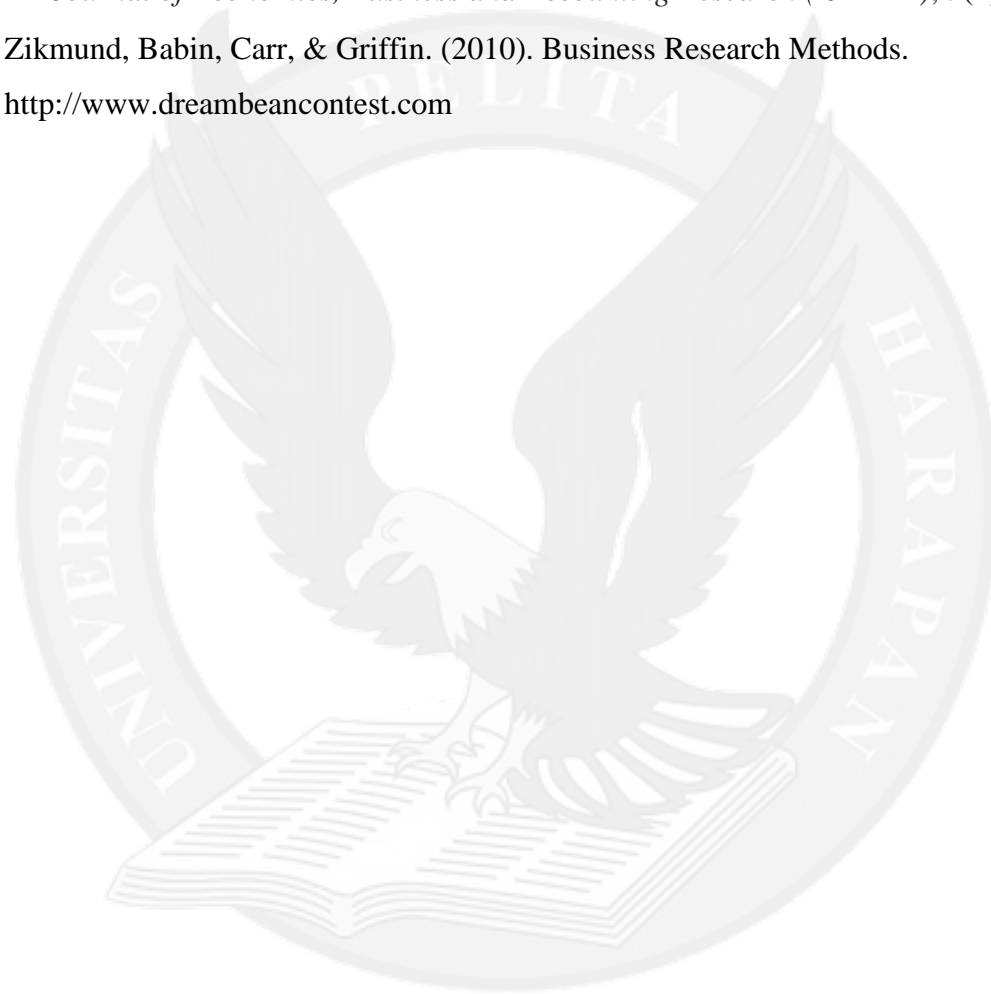 Zikmund, Babin, Carr, & Griffin. (2010). Business Research Methods.
http://www.dreambeancontest.com
UNIVERSITAS PELITA HARAPAN